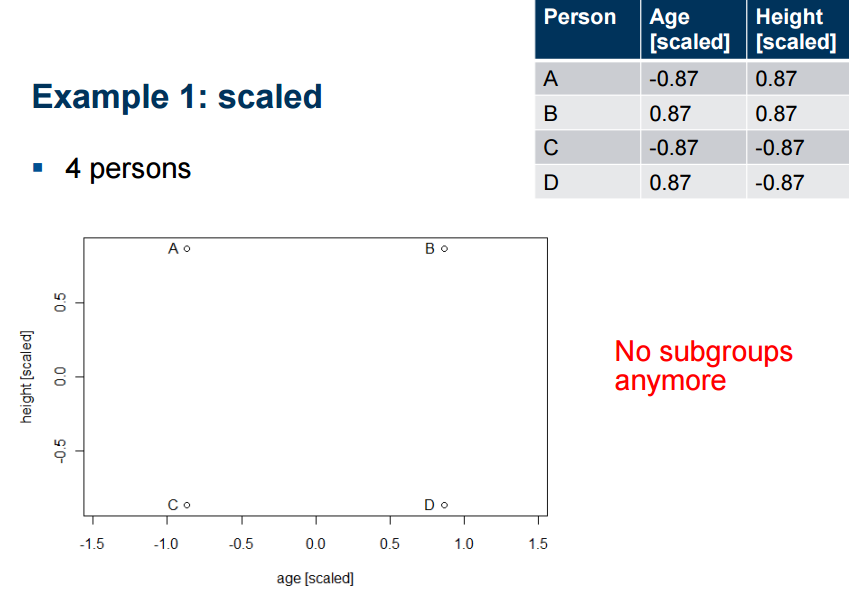 Person Age [scaled] Height [scaled]
A -0.87 0.87
B 0.87 0.87
C -0.87 -0.87
D 0.87 -0.87
Example 1: scaled
▪ 4 persons
A B
C D
0.5
0.0
-0.5
height [scaled]
-1.5 -1.0 -0.5 0.0 0.5 1.0 1.5
age [scaled]
No subgroups
anymore